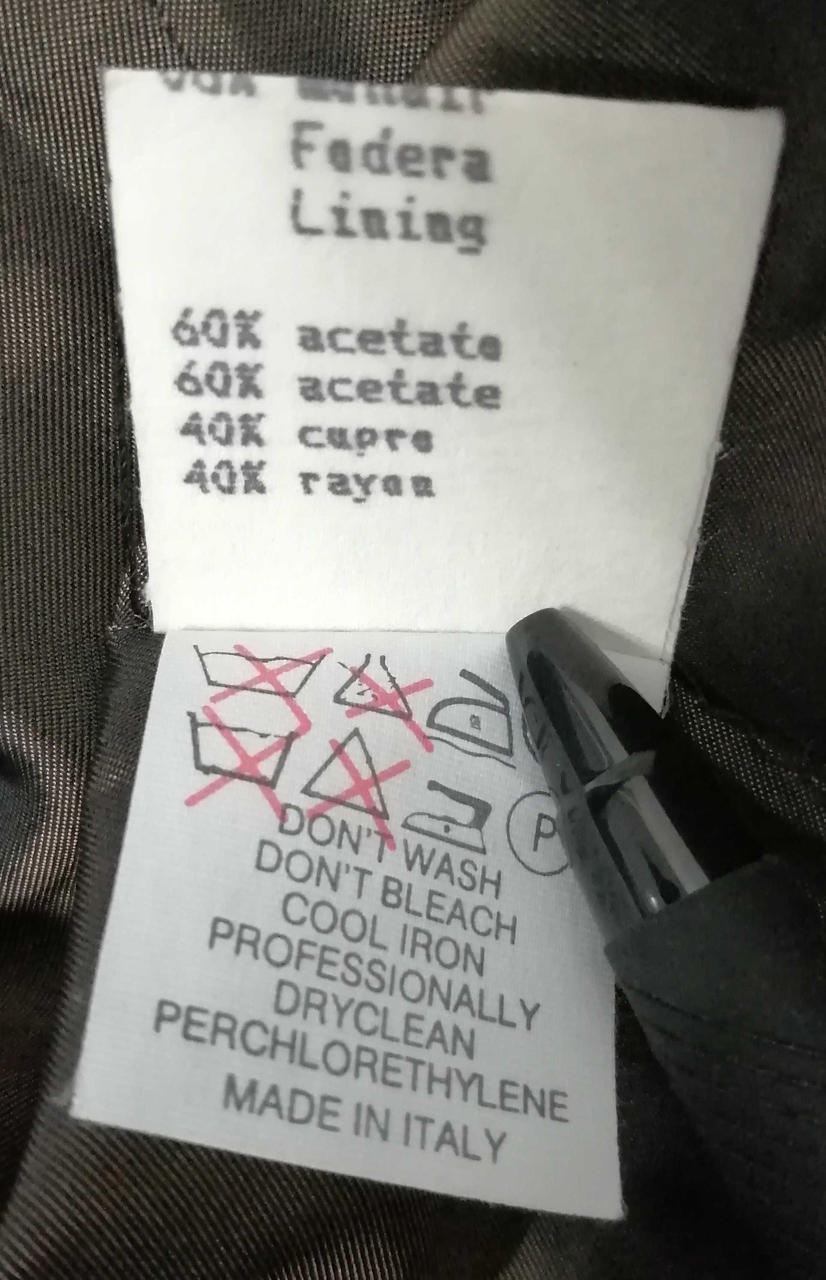 Fodera
Lining
60% acetate
60% acetate
40% cupro
40% rayon
P
DON'T WASH
DON'T BLEACH
COOL IRON
PROFESSIONALLY
DRYCLEAN
PERCHLORETHYLENE
MADE IN ITALY